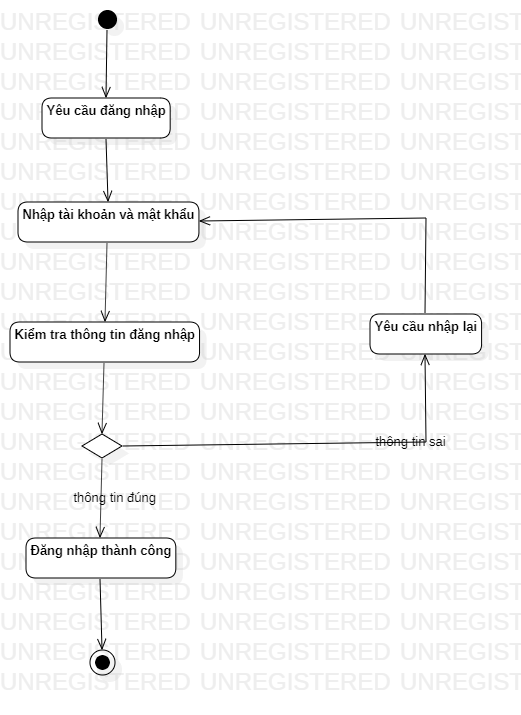 Yêu cầu đăng nhập
Nhập tài khoản và mật khẩu
Kiểm tra thông tin đăng nhập
Yêu cầu nhập lại
thông tin sai
thông tin đúng
Đăng nhập thành công
UNREGISTERED